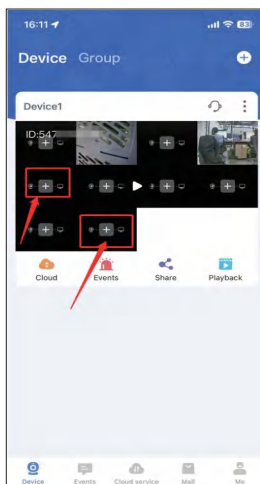 16:11
83
Device Group
Device1
ID:547
Cloud Events Share Playback
Device Events Cloud service Mall Me